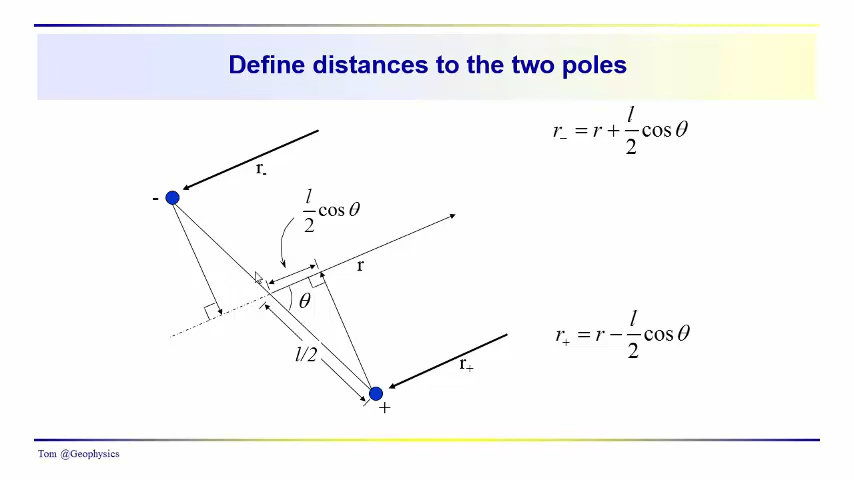 Define distances to the two poles
r₋ = r + l/2 cos θ
r₋
-
l/2 cos θ
r
θ
l/2
r₊ = r − l/2 cos θ
r₊
+
Tom @Geophysics